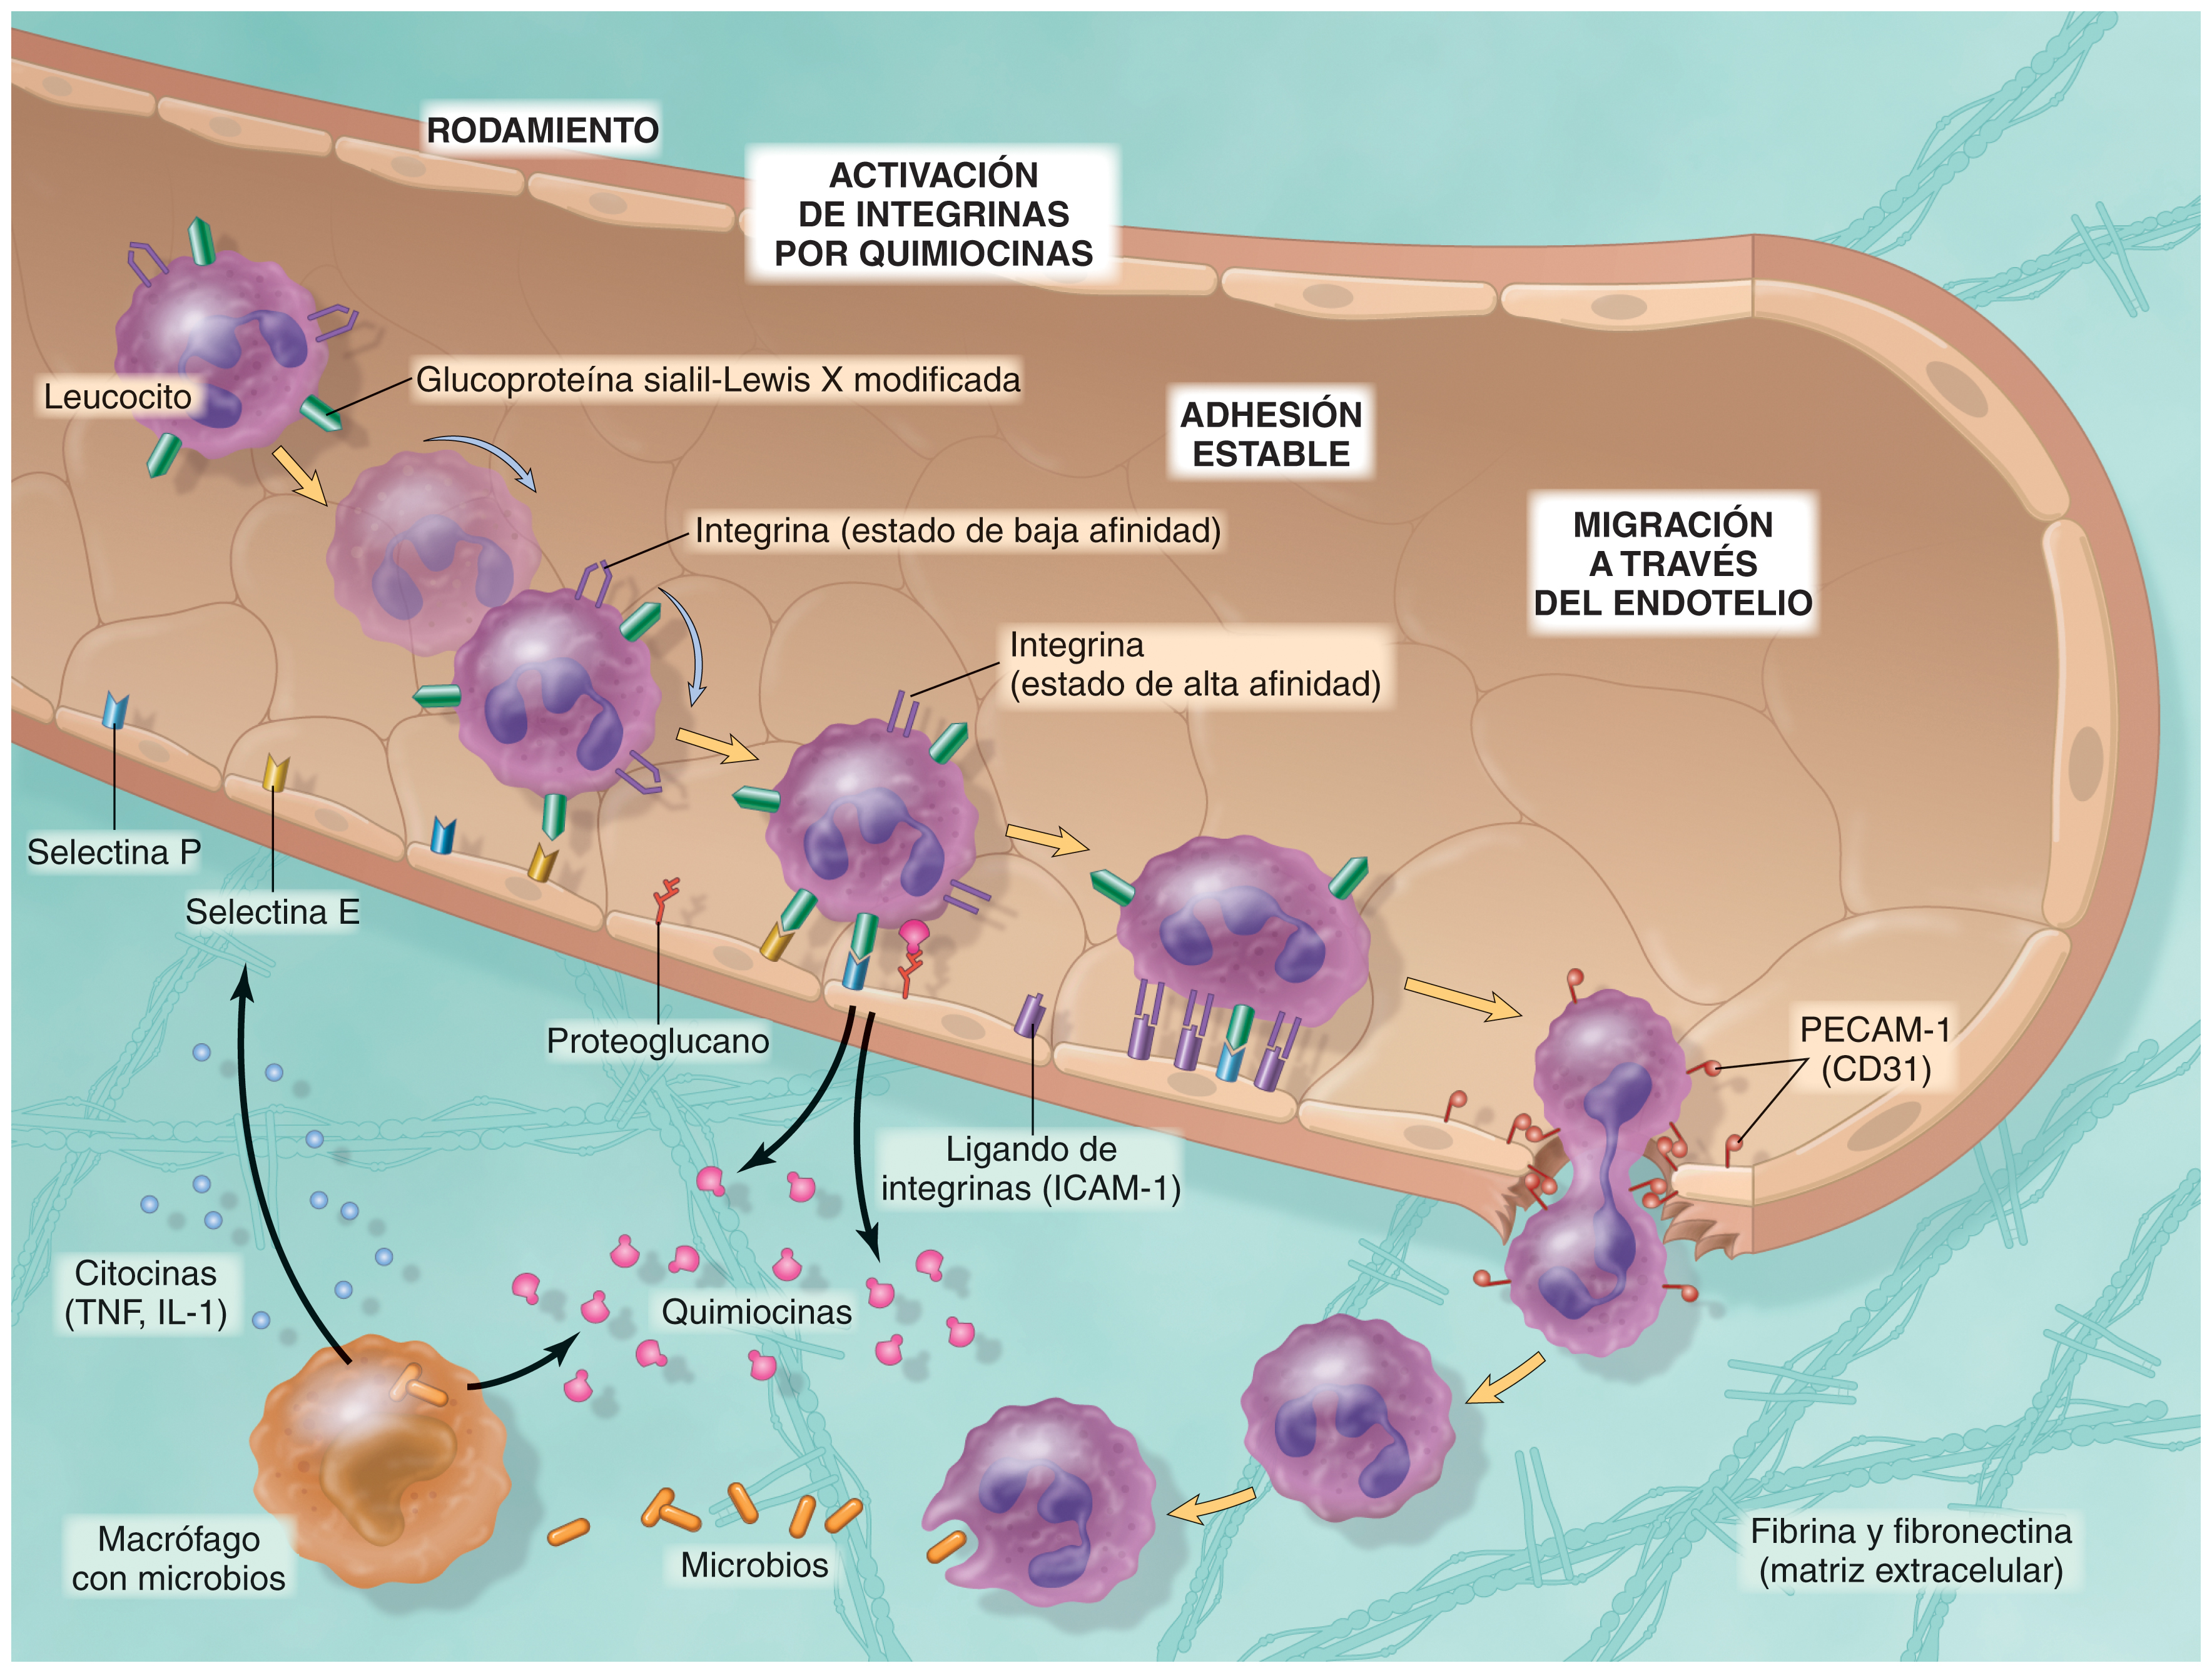 RODAMIENTO
ACTIVACIÓN
DE INTEGRINAS
POR QUIMIOCINAS
Leucocito
Glucoproteína sialil-Lewis X modificada
ADHESIÓN
ESTABLE
Integrina (estado de baja afinidad)
MIGRACIÓN
A TRAVÉS
DEL ENDOTELIO
Integrina
(estado de alta afinidad)
Selectina P
Selectina E
Proteoglucano
PECAM-1
(CD31)
Ligando de
integrinas (ICAM-1)
Citocinas
(TNF, IL-1)
Quimiocinas
Macrófago
con microbios
Microbios
Fibrina y fibronectina
(matriz extracelular)